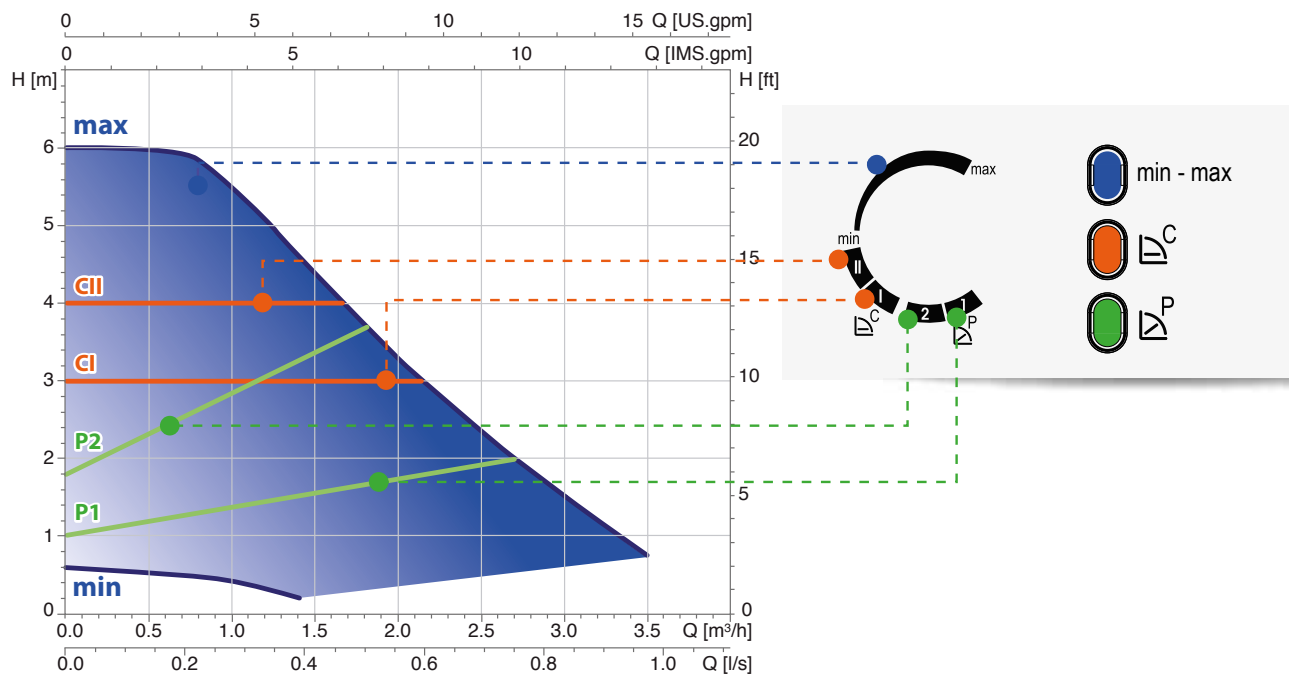 0 5 10 15 Q [US.gpm]
0 5 10 Q [IMS.gpm]
H [m] H [ft]
max
6 20
5
15
CII
4
CI
3
10
P2
2
P1
5
1
min
0 0
0.0 0.5 1.0 1.5 2.0 2.5 3.0 3.5 Q [m³/h]
0.0 0.2 0.4 0.6 0.8 1.0 Q [l/s]
max
min
II
I
2
1
C
P
min - max
C
P